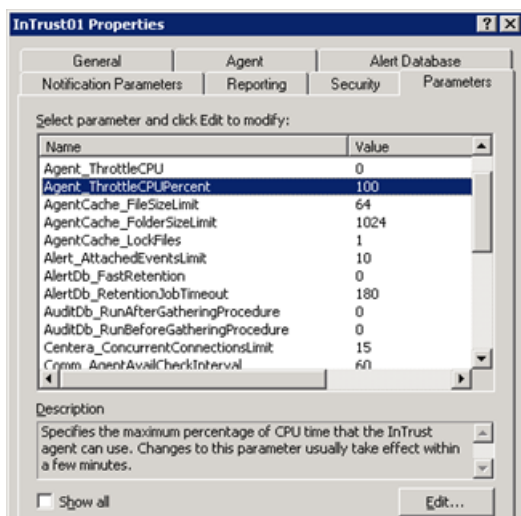 InTrust01 Properties
General Agent Alert Database
Notification Parameters Reporting Security Parameters
Select parameter and click Edit to modify:
Name Value
Agent_ThrottleCPU 0
Agent_ThrottleCPUPercent 100
AgentCache_FileSizeLimit 64
AgentCache_FolderSizeLimit 1024
AgentCache_LockFiles 1
Alert_AttachedEventsLimit 10
AlertDb_FastRetention 0
AlertDb_RetentionJobTimeout 180
AuditDb_RunAfterGatheringProcedure 0
AuditDb_RunBeforeGatheringProcedure 0
Centera_ConcurrentConnectionsLimit 15
Comm_AgentAvailCheckInterval 60
Description
Specifies the maximum percentage of CPU time that the InTrust
agent can use. Changes to this parameter usually take effect within
a few minutes.
Show all Edit...